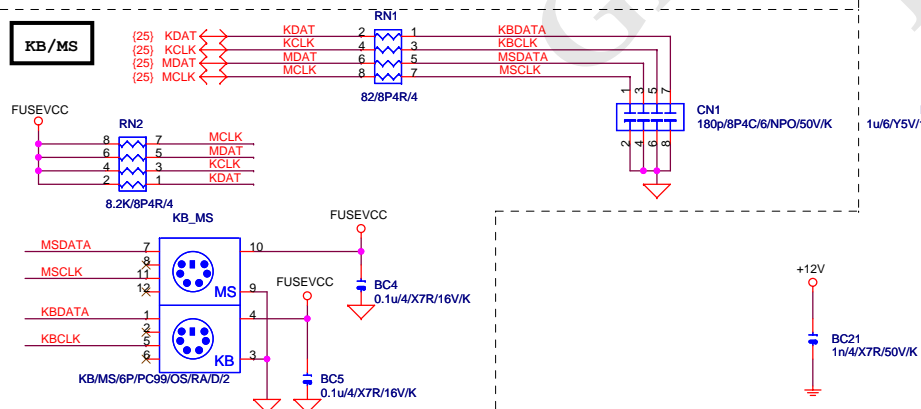 KB/MS
RN1
{25} KDAT KDAT 2 1 KBDATA
{25} KCLK KCLK 4 3 KBCLK
{25} MDAT MDAT 6 5 MSDATA
{25} MCLK MCLK 8 7 MSCLK
82/8P4R/4
1 3 5 7
CN1
180p/8P4C/6/NPO/50V/K
1u/6/Y5V/
2 4 6 8
FUSEVCC
RN2
8 7 MCLK
6 5 MDAT
4 3 KCLK
2 1 KDAT
8.2K/8P4R/4
KB_MS
FUSEVCC
MSDATA 7 10
8
MSCLK 11
12 MS 9
BC4
0.1u/4/X7R/16V/K
FUSEVCC
KBDATA 1 4
2
KBCLK 5
6 KB 3
KB/MS/6P/PC99/OS/RA/D/2
BC5
0.1u/4/X7R/16V/K
+12V
BC21
1n/4/X7R/50V/K